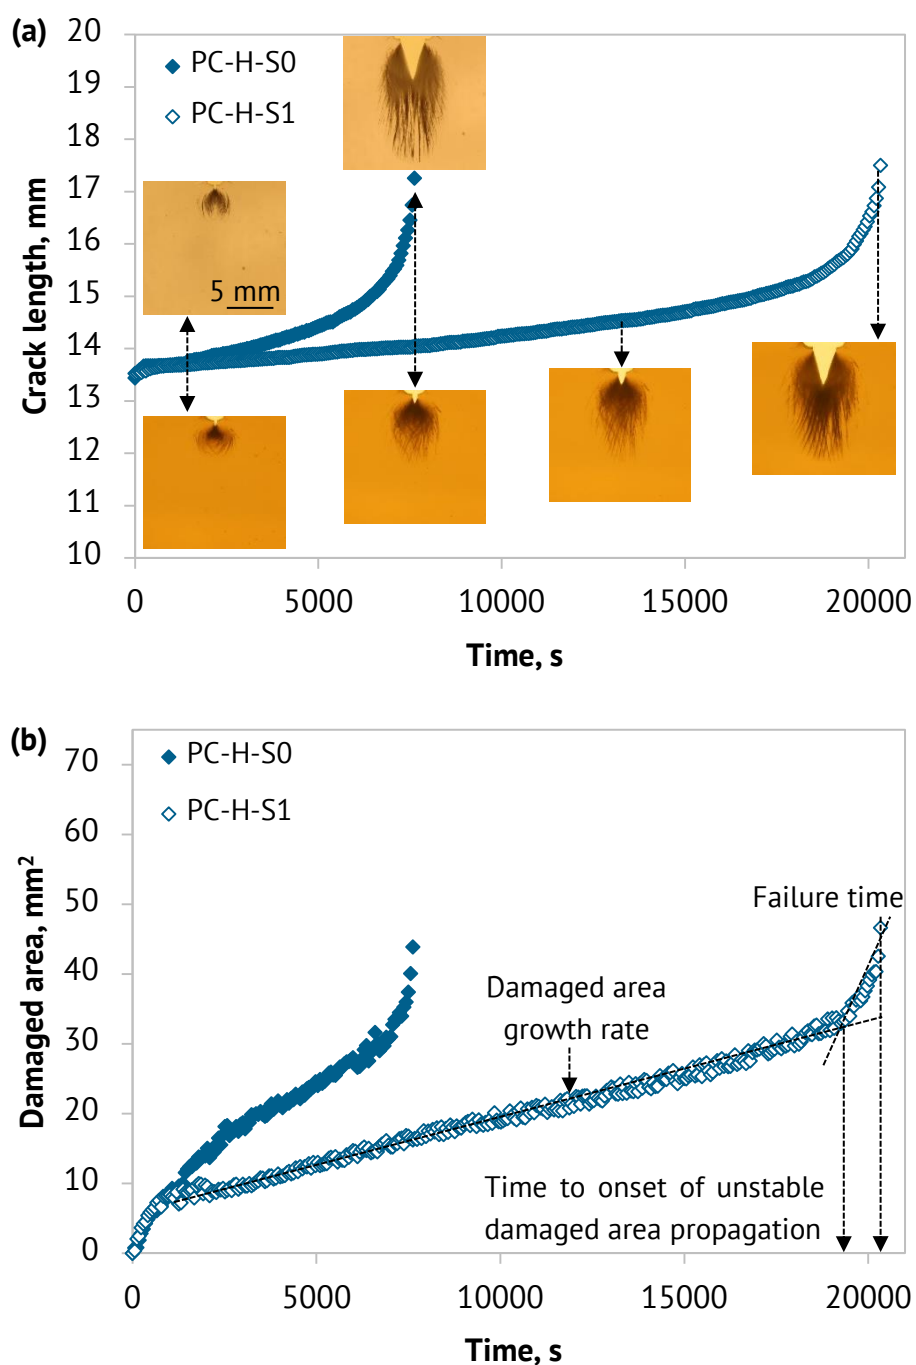 (a)
20
19
18
17
16
15
14
13
12
11
10
Crack length, mm
PC-H-S0
PC-H-S1
5 mm
0 5000 10000 15000 20000
Time, s
(b)
70
60
50
40
30
20
10
0
Damaged area, mm²
PC-H-S0
PC-H-S1
Failure time
Damaged area
growth rate
Time to onset of unstable
damaged area propagation
0 5000 10000 15000 20000
Time, s